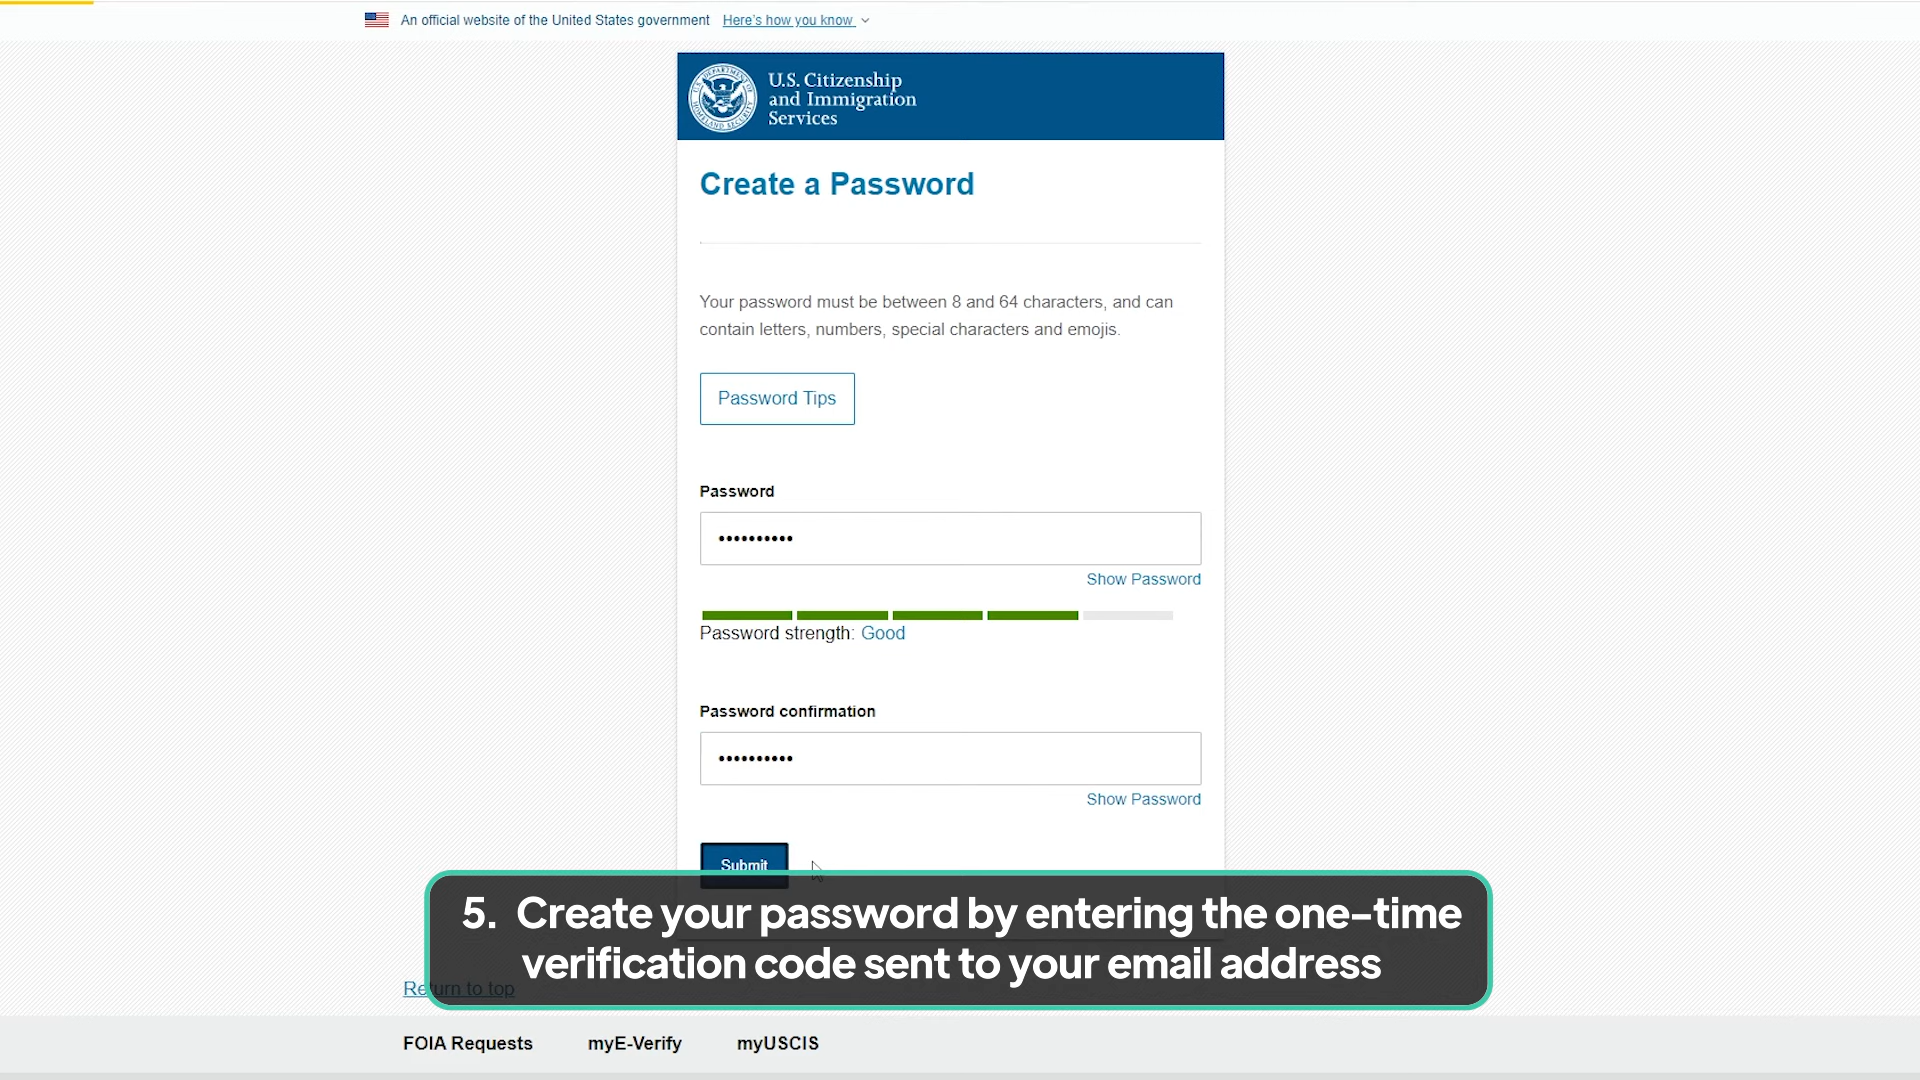 An official website of the United States government Here's how you know
U.S. Citizenship
and Immigration
Services
Create a Password
Your password must be between 8 and 64 characters, and can
contain letters, numbers, special characters and emojis.
Password Tips
Password
••••••••••
Show Password
Password strength: Good
Password confirmation
••••••••••
Show Password
Submit
5. Create your password by entering the one-time
verification code sent to your email address
Return to top
FOIA Requests myE-Verify myUSCIS